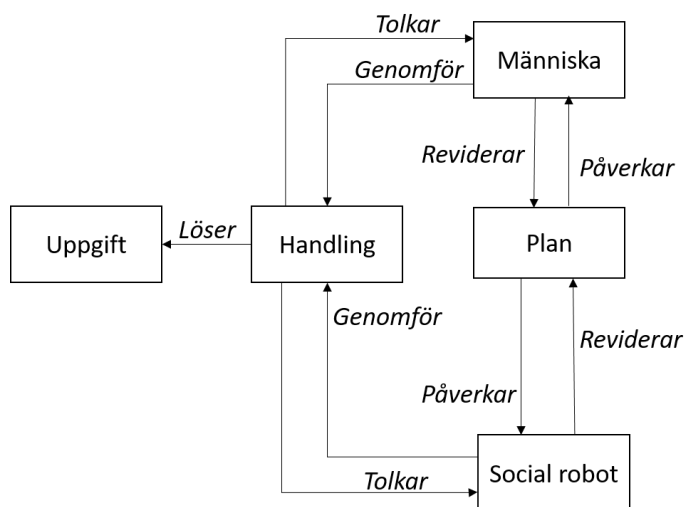 Tolkar
Människa
Genomför
Reviderar
Påverkar
Löser
Uppgift
Handling
Plan
Genomför
Reviderar
Påverkar
Social robot
Tolkar